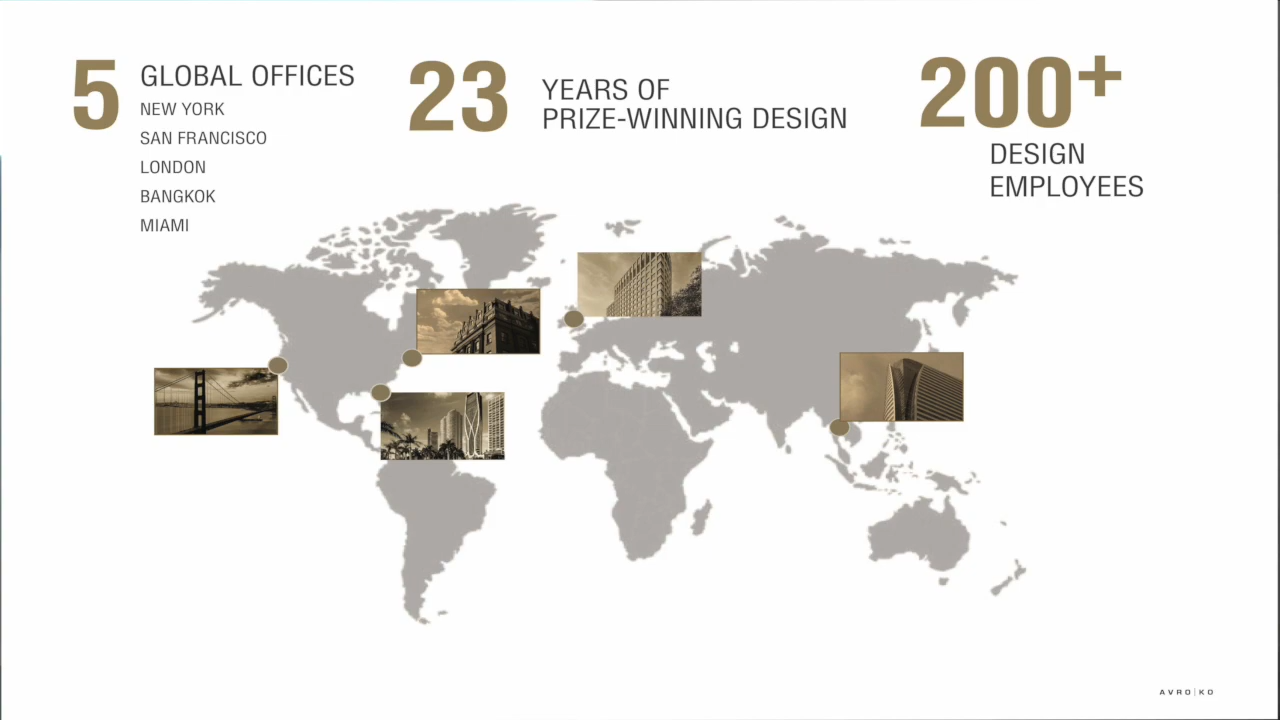 5 GLOBAL OFFICES
NEW YORK
SAN FRANCISCO
LONDON
BANGKOK
MIAMI
23 YEARS OF
PRIZE-WINNING DESIGN
200+
DESIGN
EMPLOYEES
AVRO|KO